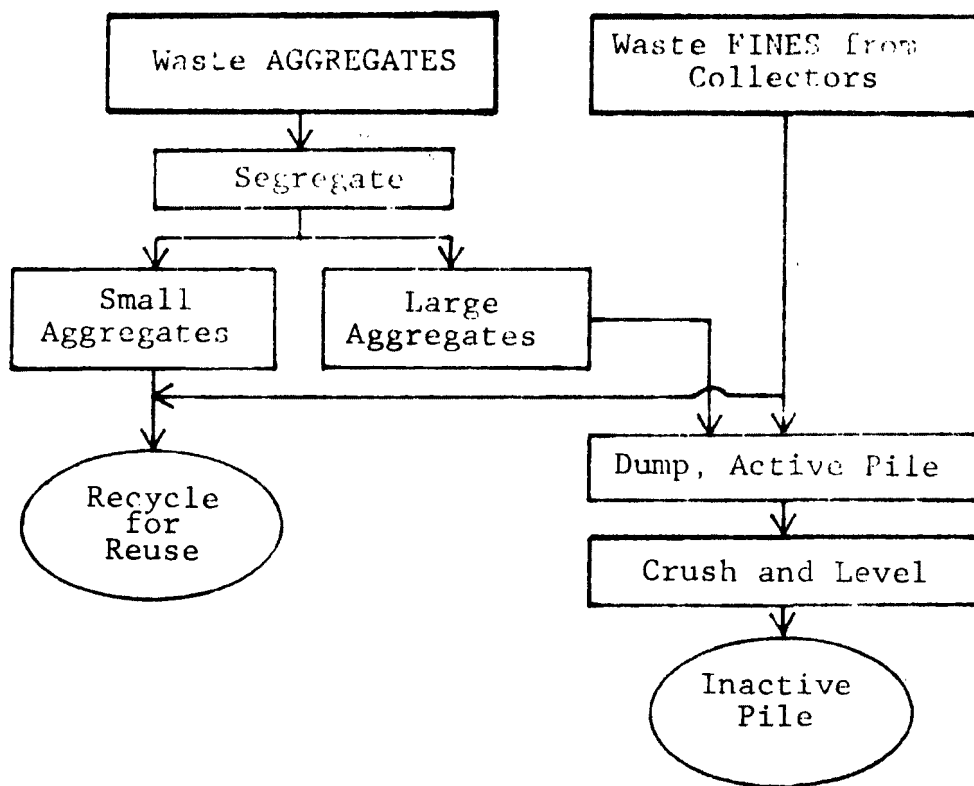 Waste AGGREGATES
Waste FINES from
Collectors
Segregate
Small
Aggregates
Large
Aggregates
Dump, Active Pile
Recycle
for
Reuse
Crush and Level
Inactive
Pile